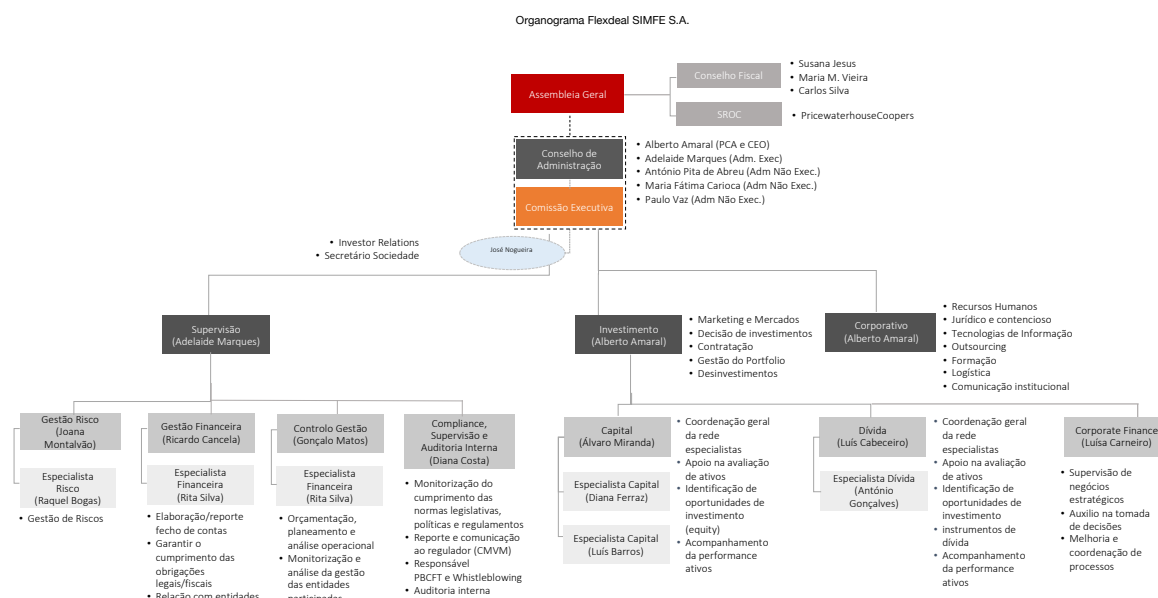 Organograma Flexdeal SIMFE S.A.
Assembleia Geral
Conselho Fiscal
• Susana Jesus
• Maria M. Vieira
• Carlos Silva
SROC
• PricewaterhouseCoopers
Conselho de
Administração
Comissão Executiva
• Alberto Amaral (PCA e CEO)
• Adelaide Marques (Adm. Exec)
• António Pita de Abreu (Adm Não Exec.)
• Maria Fátima Carioca (Adm Não Exec.)
• Paulo Vaz (Adm Não Exec.)
• Investor Relations
• Secretário Sociedade
José Nogueira
Supervisão
(Adelaide Marques)
Investimento
(Alberto Amaral)
• Marketing e Mercados
• Decisão de investimentos
• Contratação
• Gestão do Portfolio
• Desinvestimentos
Corporativo
(Alberto Amaral)
• Recursos Humanos
• Jurídico e contencioso
• Tecnologias de Informação
• Outsourcing
• Formação
• Logística
• Comunicação institucional
Gestão Risco
(Joana
Montalvão)
Especialista
Risco
(Raquel Bogas)
• Gestão de Riscos
Gestão Financeira
(Ricardo Cancela)
Especialista
Financeira
(Rita Silva)
• Elaboração/reporte
fecho de contas
• Garantir o
cumprimento das
obrigações
legais/fiscais
• Relação com entidades
Controlo Gestão
(Gonçalo Matos)
Especialista
Financeira
(Rita Silva)
• Orçamentação,
planeamento e
análise operacional
• Monitorização e
análise da gestão
das entidades
participadas
Compliance,
Supervisão e
Auditoria Interna
(Diana Costa)
• Monitorização do
cumprimento das
normas legislativas,
políticas e regulamentos
• Reporte e comunicação
ao regulador (CMVM)
• Responsável
PBCFT e Whistleblowing
• Auditoria interna
Capital
(Álvaro Miranda)
Especialista Capital
(Diana Ferraz)
Especialista Capital
(Luís Barros)
• Coordenação geral
da rede
especialistas
• Apoio na avaliação
de ativos
• Identificação de
oportunidades de
investimento
(equity)
• Acompanhamento
da performance
ativos
Dívida
(Luís Cabeceiro)
Especialista Dívida
(António
Gonçalves)
• Coordenação geral
da rede
especialistas
• Apoio na avaliação
de ativos
• Identificação de
oportunidades de
investimento
• instrumentos de
dívida
• Acompanhamento
da performance
ativos
Corporate Finance
(Luísa Carneiro)
• Supervisão de
negócios
estratégicos
• Auxilio na tomada
de decisões
• Melhoria e
coordenação de
processos